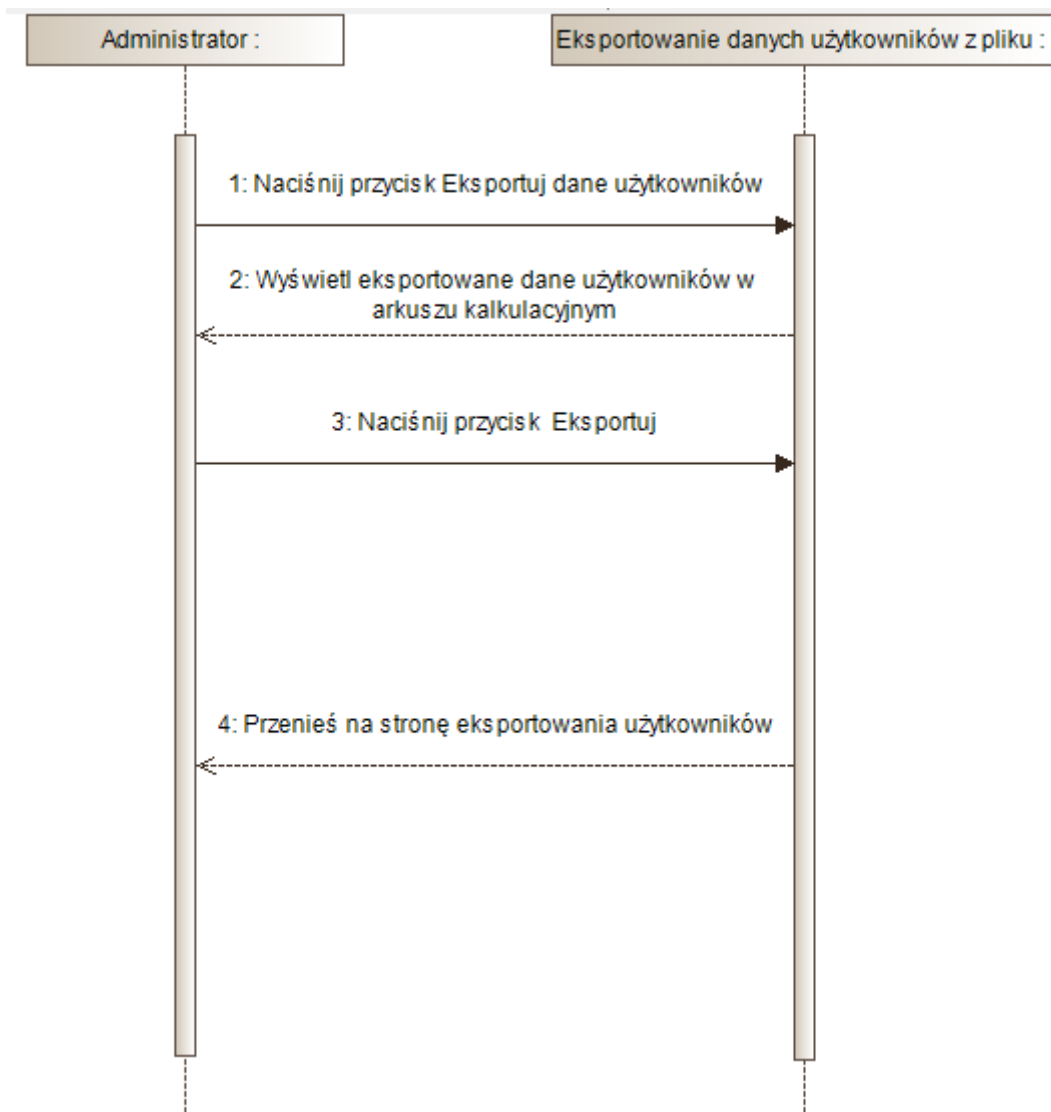 Administrator :
Eksportowanie danych użytkowników z pliku :
1: Naciśnij przycisk Eksportuj dane użytkowników
2: Wyświetl eksportowane dane użytkowników w
arkuszu kalkulacyjnym
3: Naciśnij przycisk Eksportuj
4: Przenieś na stronę eksportowania użytkowników